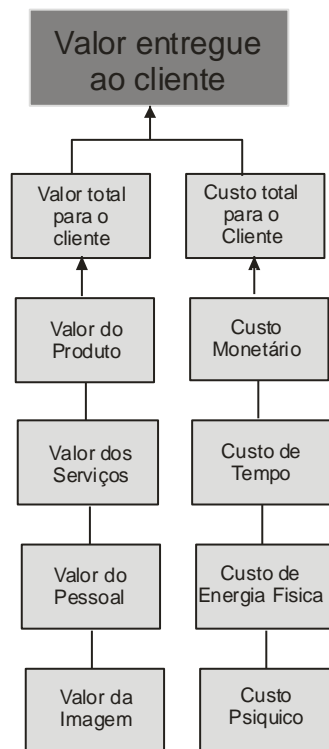 Valor entregue
ao cliente
Valor total
para o
cliente
Custo total
para o
Cliente
Valor do
Produto
Custo
Monetário
Valor dos
Serviços
Custo de
Tempo
Valor do
Pessoal
Custo de
Energia Fisica
Valor da
Imagem
Custo
Psiquico